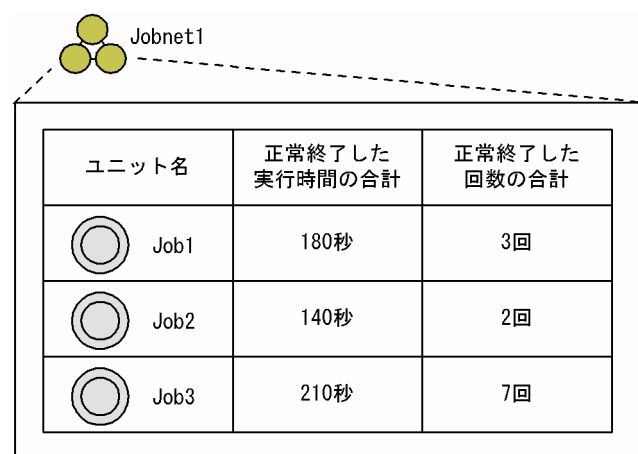 Jobnet1
ユニット名
正常終了した
実行時間の合計
正常終了した
回数の合計
Job1
180秒
3回
Job2
140秒
2回
Job3
210秒
7回